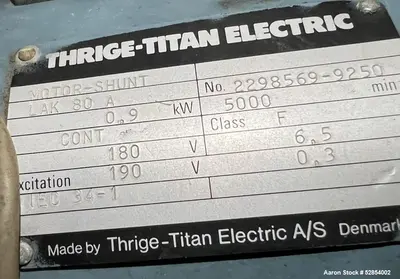 THRIGE-TITAN ELECTRIC
MOTOR-SHUNT No. 2298569-9250
LAK 80 A 5000 min
0,9 kW Class F
CONT 6,5
180 V 0,3
xcitation 190 V
IEC 34-1
Made by Thrige-Titan Electric A/S Denmark
Aaron Stock # 52854002